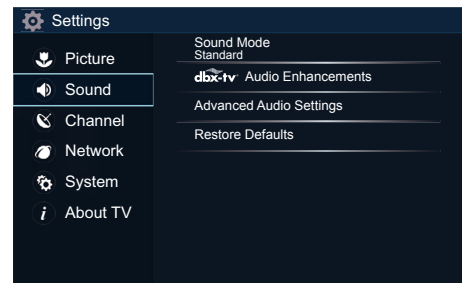 Settings
Picture
Sound
Channel
Network
System
i About TV
Sound Mode
Standard
dbx-tv Audio Enhancements
Advanced Audio Settings
Restore Defaults